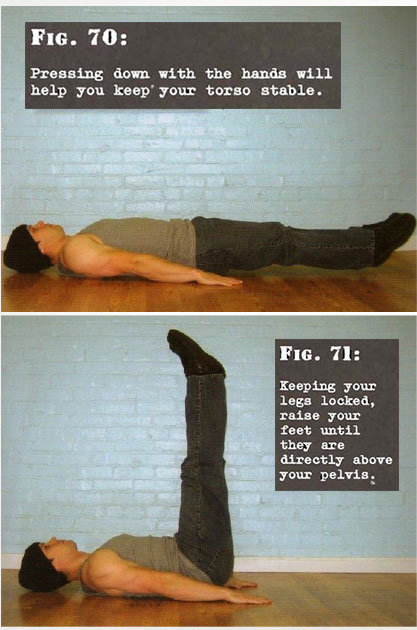 Fig. 70:
Pressing down with the hands will
help you keep your torso stable.
Fig. 71:
Keeping your
legs locked,
raise your
feet until
they are
directly above
your pelvis.